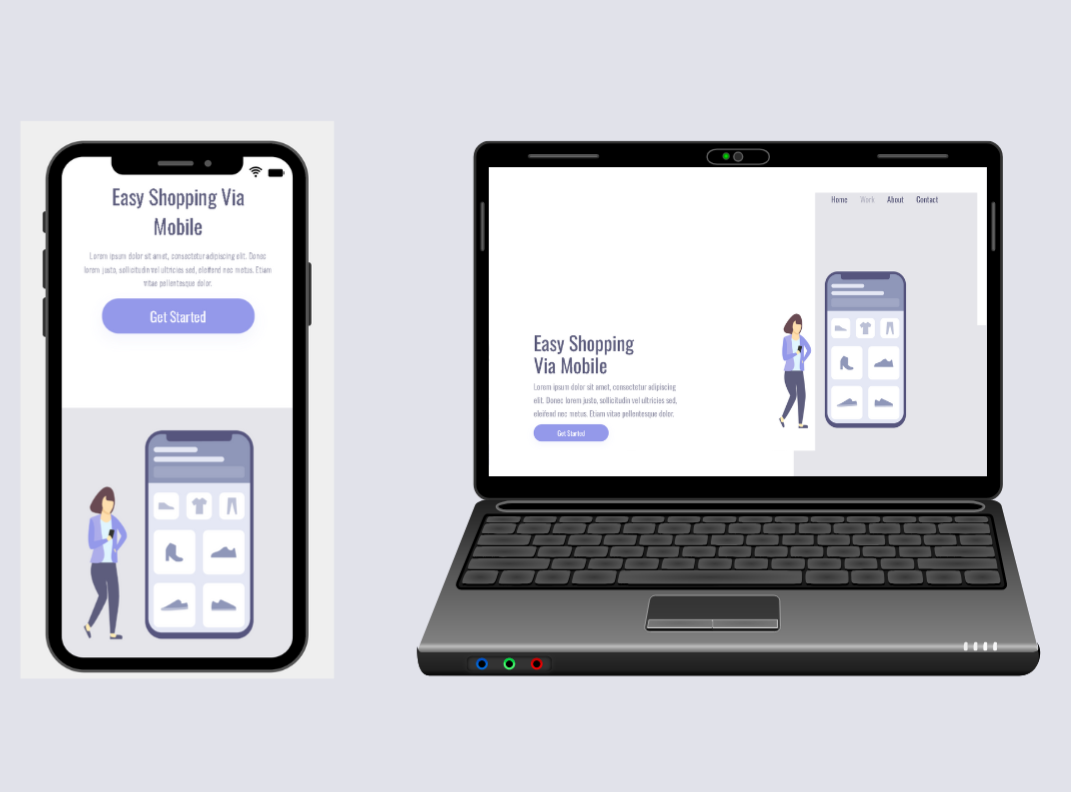 Easy Shopping Via
Mobile
Lorem ipsum dolor sit amet, consectetur adipiscing elit. Donec
lorem justo, sollicitudin vel ultricies sed, eleifend nec metus. Etiam
vitae pellentesque dolor.
Get Started
Home Work About Contact
Easy Shopping
Via Mobile
Lorem ipsum dolor sit amet, consectetur adipiscing
elit. Donec lorem justo, sollicitudin vel ultricies sed,
eleifend nec metus. Etiam vitae pellentesque dolor.
Get Started